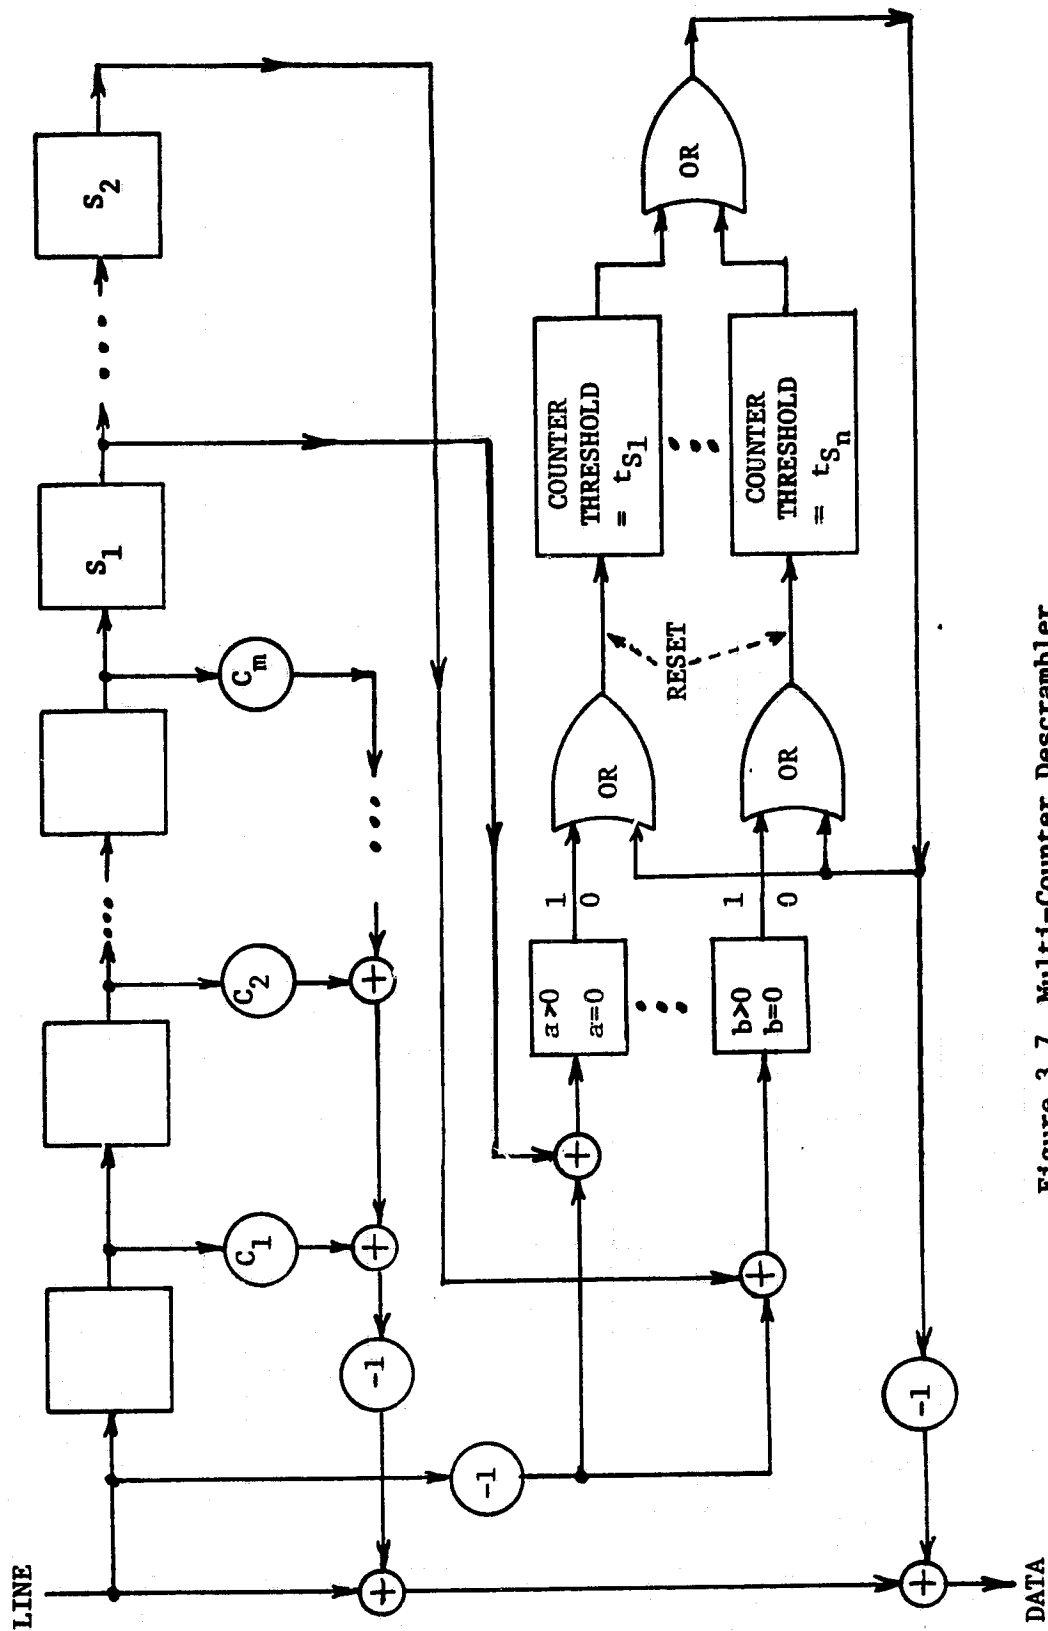 LINE
S1
S2
C1
C2
Cm
-1
-1
a>0
a=0
1
0
OR
RESET
COUNTER
THRESHOLD
= tS1
OR
b>0
b=0
1
0
OR
COUNTER
THRESHOLD
= tSn
-1
DATA
Figure 3.7 Multi-Counter Descrambler